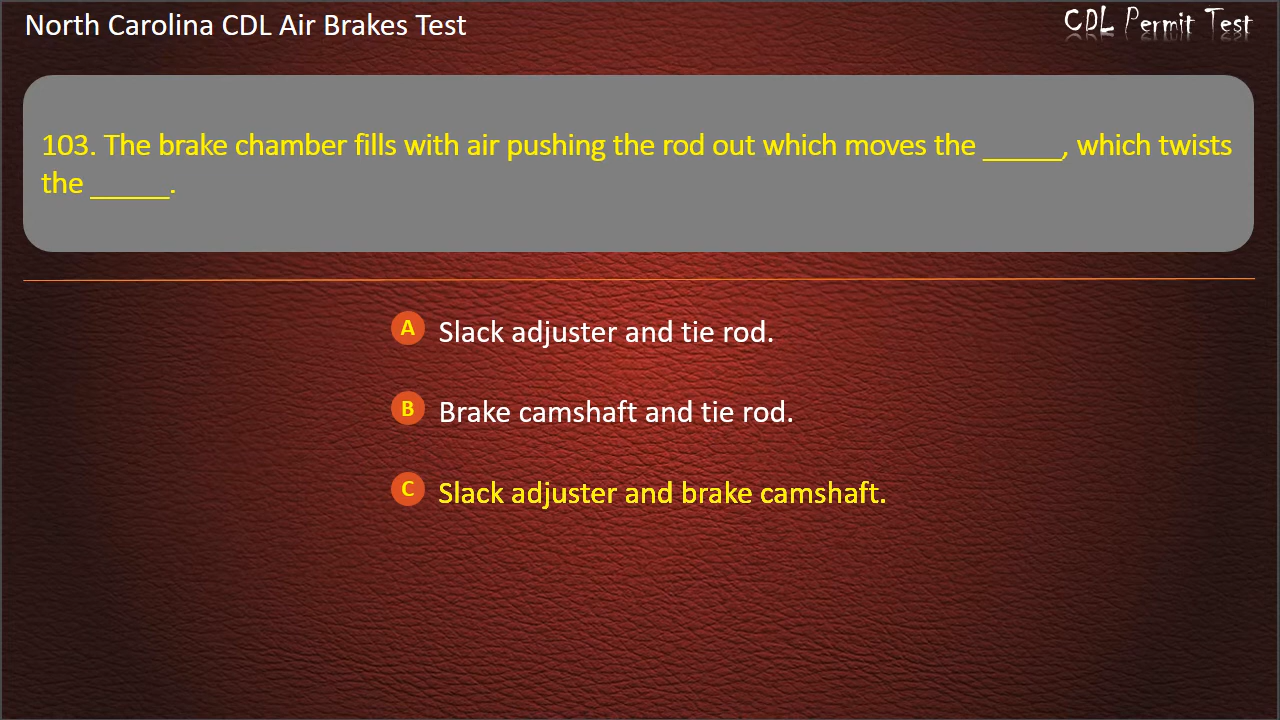 North Carolina CDL Air Brakes Test
CDL Permit Test
103. The brake chamber fills with air pushing the rod out which moves the _____, which twists
the _____.
A Slack adjuster and tie rod.
B Brake camshaft and tie rod.
C Slack adjuster and brake camshaft.